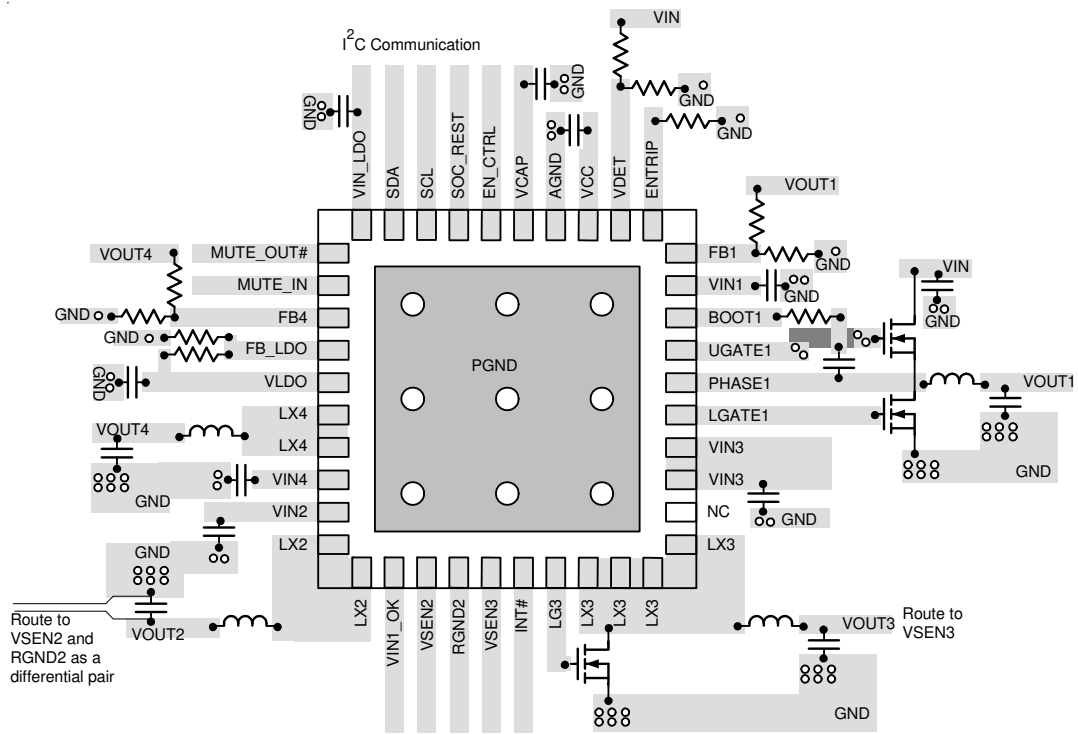 VIN
I2C Communication
GND
GND
GND
GND
GND
VIN_LDO
SDA
SCL
SOC_REST
EN_CTRL
VCAP
AGND
VCC
VDET
ENTRIP
VOUT1
VOUT4
MUTE_OUT#
FB1
GND
VIN
MUTE_IN
VIN1
GND
GND
FB4
BOOT1
GND
GND
FB_LDO
UGATE1
GND
VLDO
PGND
PHASE1
VOUT1
LX4
LGATE1
VOUT4
LX4
VIN3
GND
VIN4
VIN3
GND
VIN2
NC
GND
GND
LX2
LX3
LX2
VIN1_OK
VSEN2
RGND2
VSEN3
INT#
LG3
LX3
LX3
LX3
Route to
VSEN2 and
RGND2 as a
differential pair
VOUT2
VOUT3
Route to
VSEN3
GND